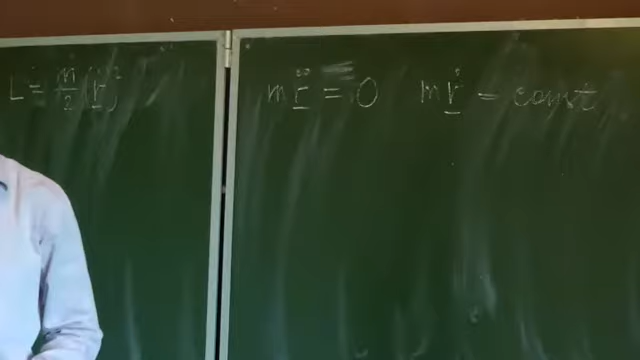 L = m/2 (ṙ)²
m r̈ = 0 m ṙ = const